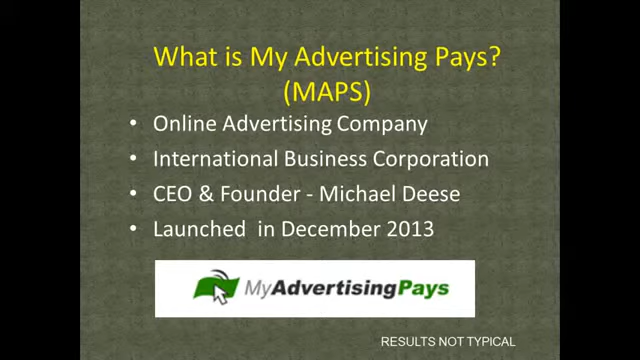 What is My Advertising Pays?
(MAPS)
• Online Advertising Company
• International Business Corporation
• CEO & Founder - Michael Deese
• Launched in December 2013
MyAdvertisingPays
RESULTS NOT TYPICAL